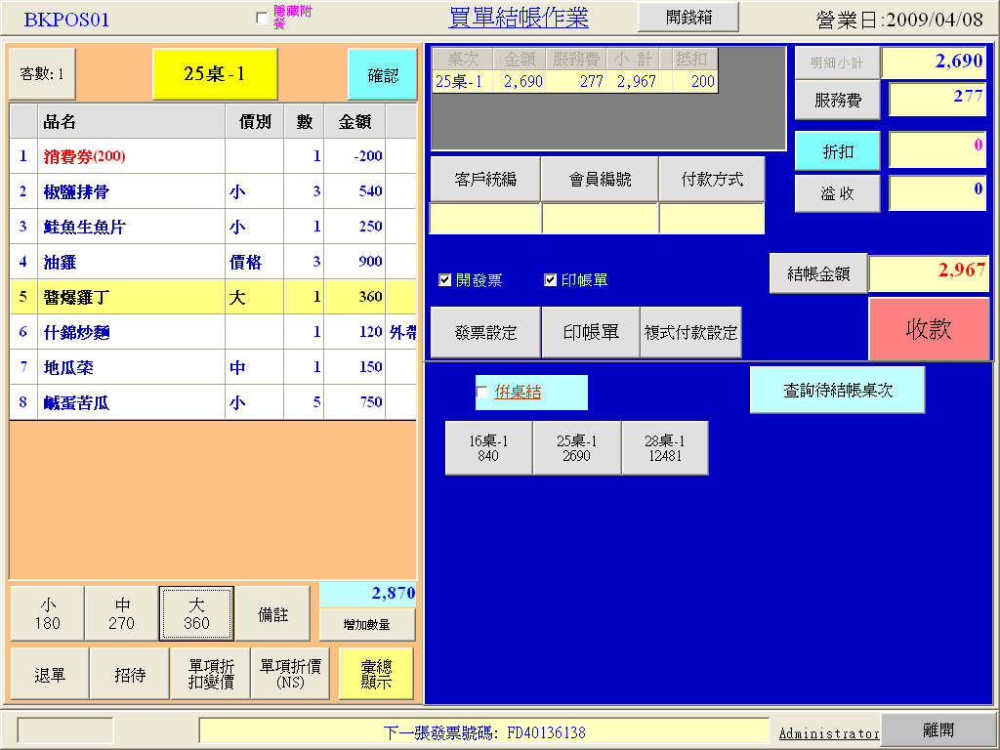 BKPOS01
隱藏附
餐
買單結帳作業
開錢箱
營業日:2009/04/08
客數: 1
25桌-1
確認
品名 價別 數 金額
1 消費券(200) 1 -200
2 椒鹽排骨 小 3 540
3 鮭魚生魚片 小 1 250
4 油雞 價格 3 900
5 醬爆雞丁 大 1 360
6 什錦炒麵 1 120 外帶
7 地瓜葉 中 1 150
8 鹹蛋苦瓜 小 5 750
小
180
中
270
大
360
備註
2,870
增加數量
退單
招待
單項折
扣變價
單項折價
(NS)
彙總
顯示
桌次 金額 服務費 小 計 抵扣
25桌-1 2,690 277 2,967 200
明細小計 2,690
服務費 277
折扣 0
溢收 0
客戶統編 會員編號 付款方式
開發票 印帳單
結帳金額 2,967
發票設定 印帳單 複式付款設定
收款
併桌結
查詢待結帳桌次
16桌-1
840
25桌-1
2690
28桌-1
12481
下一張發票號碼: FD40136138
Administrator
離開